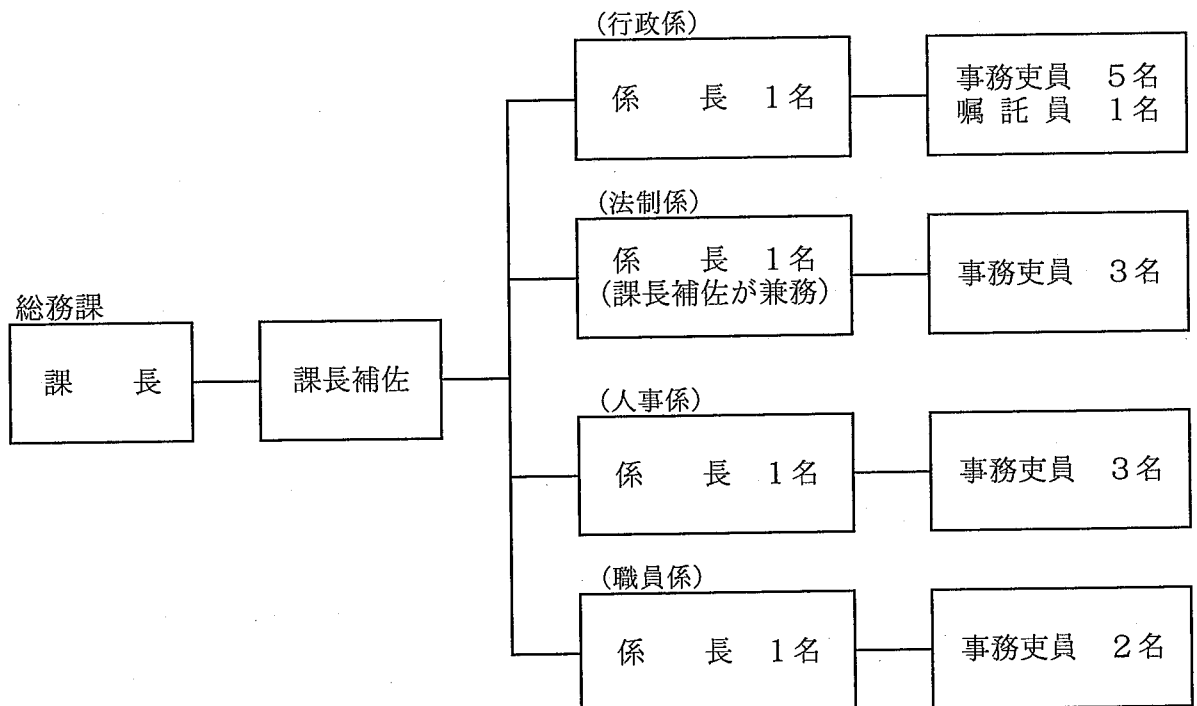 総務課
課　　長
課長補佐
(行政係)
係　　長　1名
事務吏員　5名
嘱 託 員　1名
(法制係)
係　　長　1名
(課長補佐が兼務)
事務吏員　3名
(人事係)
係　　長　1名
事務吏員　3名
(職員係)
係　　長　1名
事務吏員　2名